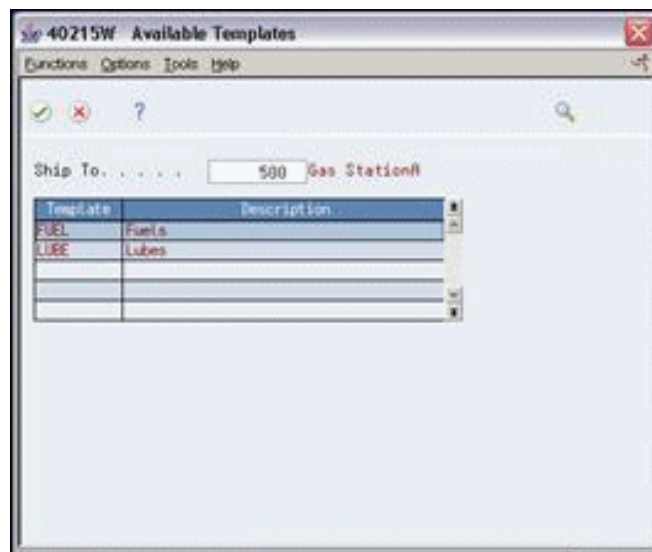 40215W Available Templates
Functions Options Tools Help
?
Ship To. . . . . 500 Gas StationA
Template Description
FUEL Fuels
LUBE Lubes